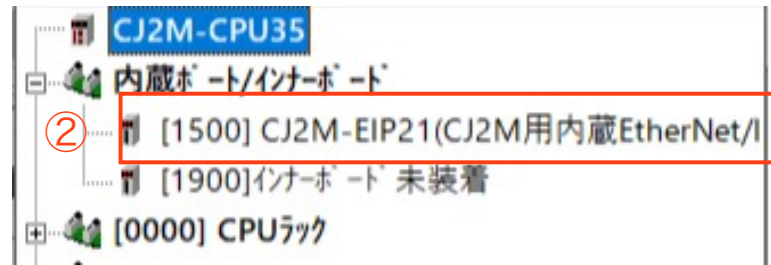 CJ2M-CPU35
内蔵ﾎﾟｰﾄ/ｲﾝﾅｰﾎﾞｰﾄﾞ
② [1500] CJ2M-EIP21(CJ2M用内蔵EtherNet/I
[1900]ｲﾝﾅｰﾎﾞｰﾄﾞ 未装着
[0000] CPUﾗｯｸ